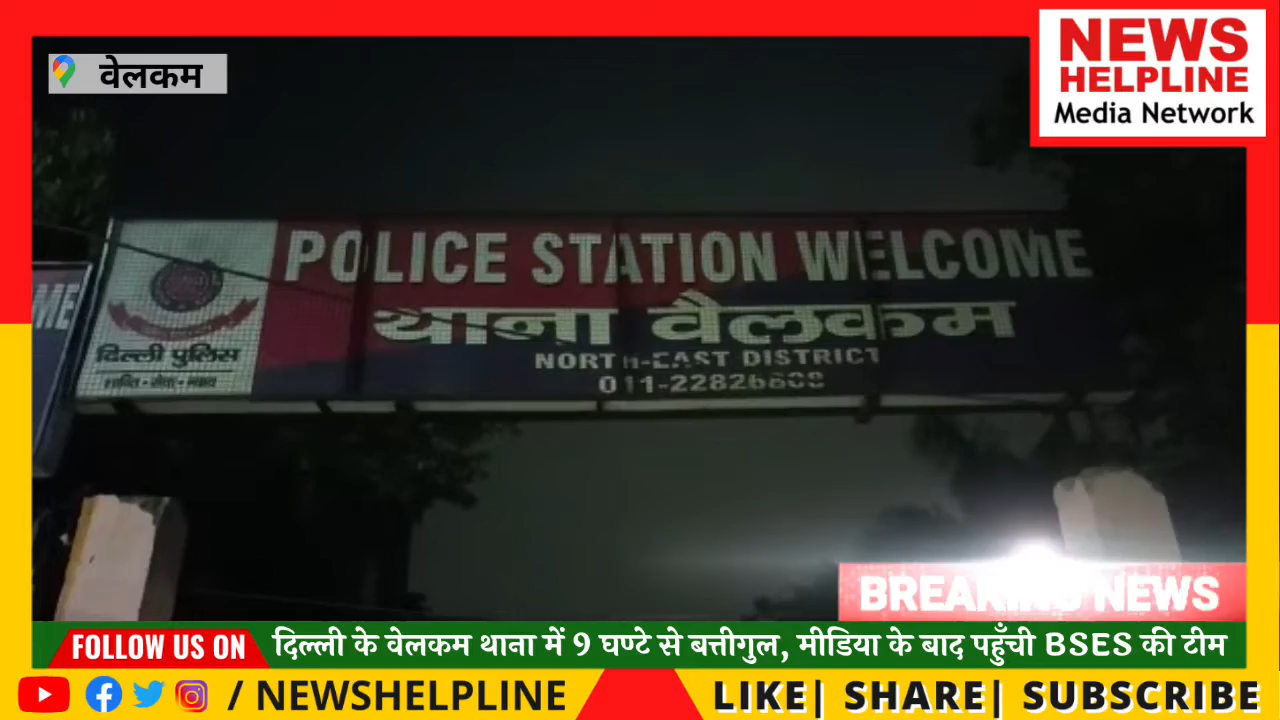 वेलकम
NEWS
HELPLINE
Media Network
POLICE STATION WELCOME
थाना वैलकम
NORTH-EAST DISTRICT
दिल्ली पुलिस
ME
BREAKING NEWS
FOLLOW US ON
दिल्ली के वेलकम थाना में 9 घण्टे से बत्तीगुल, मीडिया के बाद पहुँची BSES की टीम
/ NEWSHELPLINE
LIKE| SHARE| SUBSCRIBE